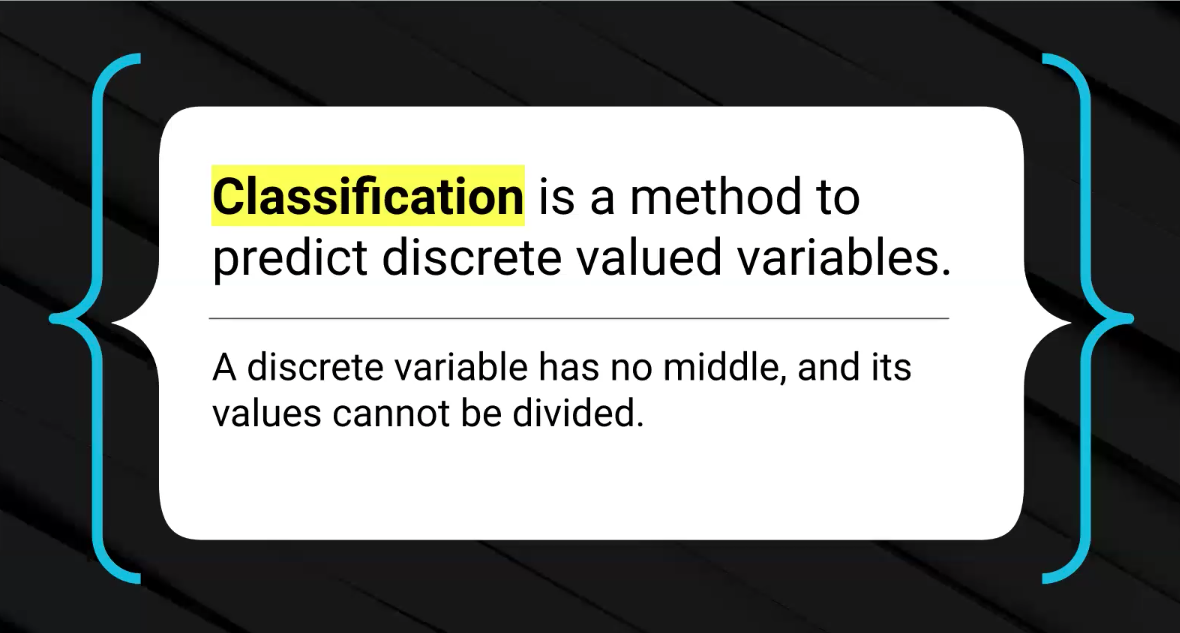 Classification is a method to
predict discrete valued variables.
A discrete variable has no middle, and its
values cannot be divided.